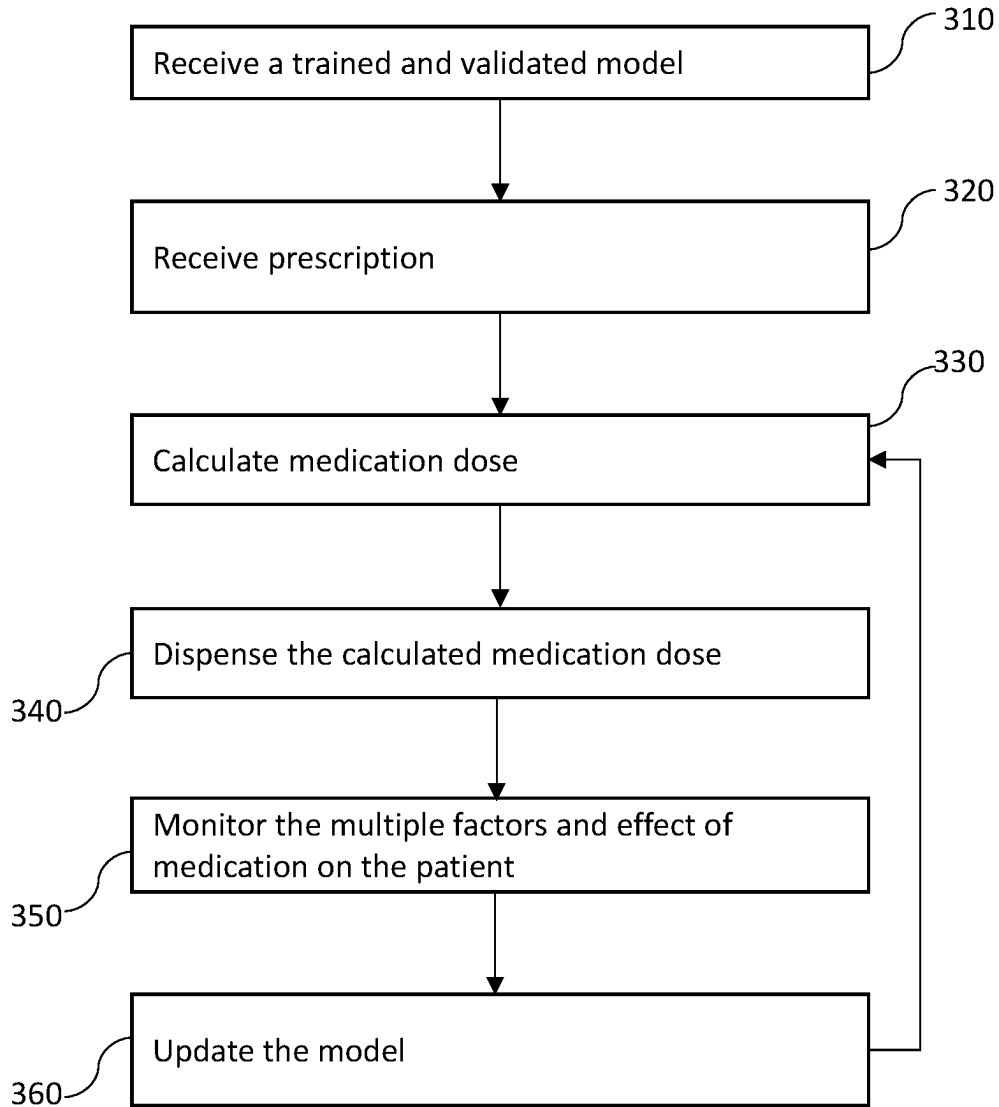 310
Receive a trained and validated model
320
Receive prescription
330
Calculate medication dose
Dispense the calculated medication dose
340
Monitor the multiple factors and effect of
medication on the patient
350
Update the model
360